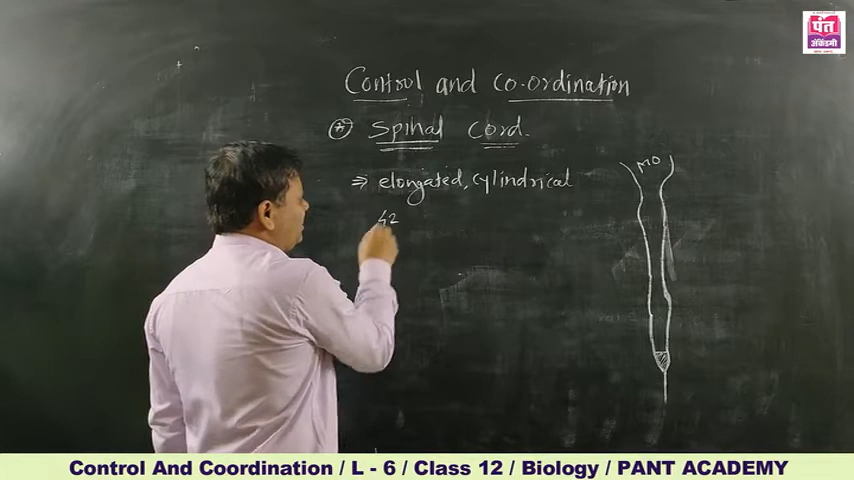 पंत
अ‍ॅकॅडमी
Control and Co-ordination
* Spinal Cord.
⇒ elongated, cylindrical
42
MO
Control And Coordination / L - 6 / Class 12 / Biology / PANT ACADEMY